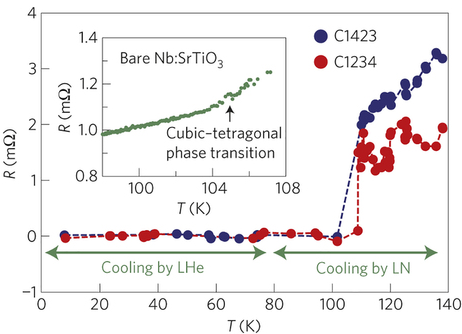 4
3
2
1
0
−1
R (mΩ)
1.4
1.2
1.0
0.8
R (mΩ)
Bare Nb:SrTiO3
Cubic–tetragonal
phase transition
100 104 108
T (K)
C1423
C1234
Cooling by LHe
Cooling by LN
0 20 40 60 80 100 120 140
T (K)